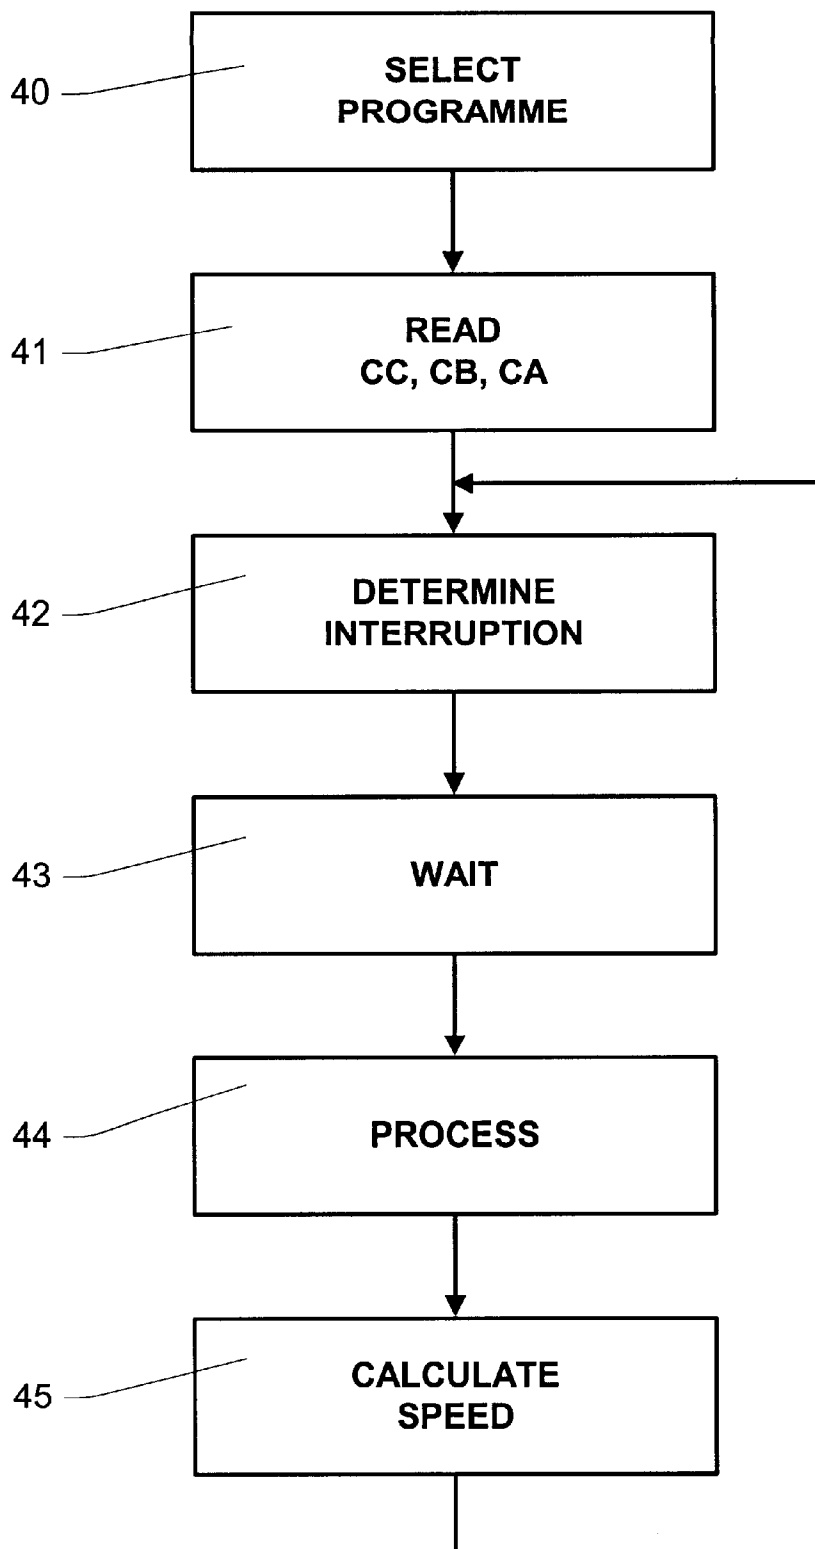 40
SELECT
PROGRAMME
41
READ
CC, CB, CA
42
DETERMINE
INTERRUPTION
43
WAIT
44
PROCESS
45
CALCULATE
SPEED